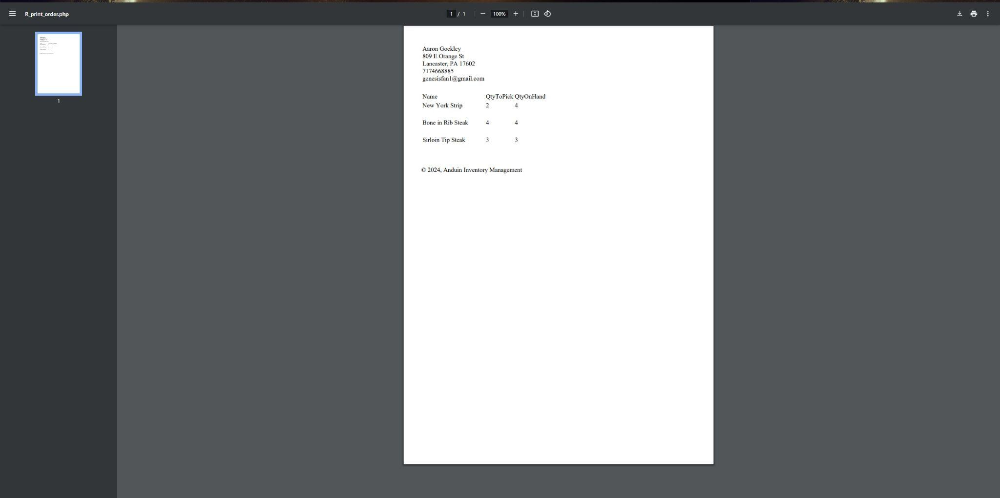 R_print_order.php
1 / 1
100%
1
Aaron Gockley
809 E Orange St
Lancaster, PA 17602
7174668885
genesisfan1@gmail.com
Name QtyToPick QtyOnHand
New York Strip 2 4
Bone in Rib Steak 4 4
Sirloin Tip Steak 3 3
© 2024, Anduin Inventory Management